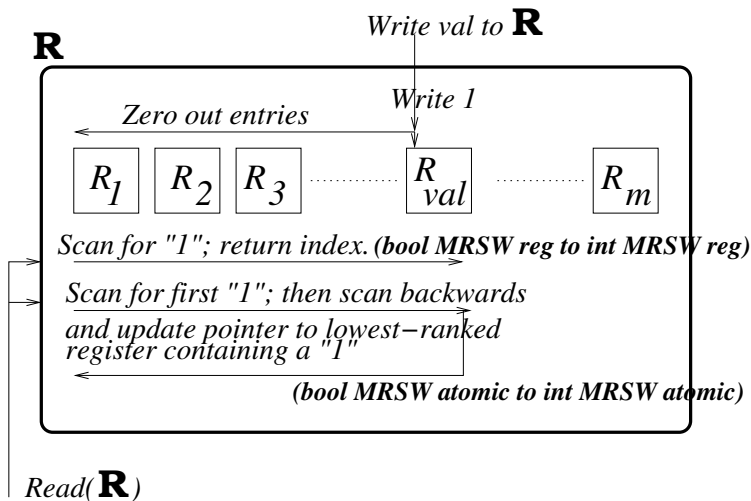 Write val to R
R
Write 1
Zero out entries
R1 R2 R3 Rval Rm
Scan for "1"; return index. (bool MRSW reg to int MRSW reg)
Scan for first "1"; then scan backwards
and update pointer to lowest−ranked
register containing a "1"
(bool MRSW atomic to int MRSW atomic)
Read(R)